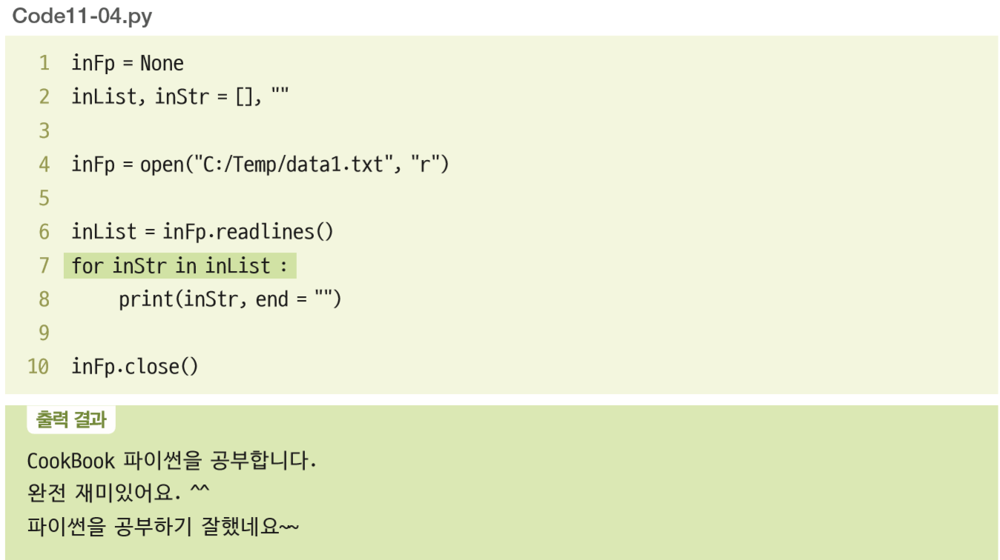 Code11-04.py
1 inFp = None
2 inList, inStr = [], ""
3
4 inFp = open("C:/Temp/data1.txt", "r")
5
6 inList = inFp.readlines()
7 for inStr in inList :
8     print(inStr, end = "")
9
10 inFp.close()
출력 결과
CookBook 파이썬을 공부합니다.
완전 재미있어요. ^^
파이썬을 공부하기 잘했네요~~